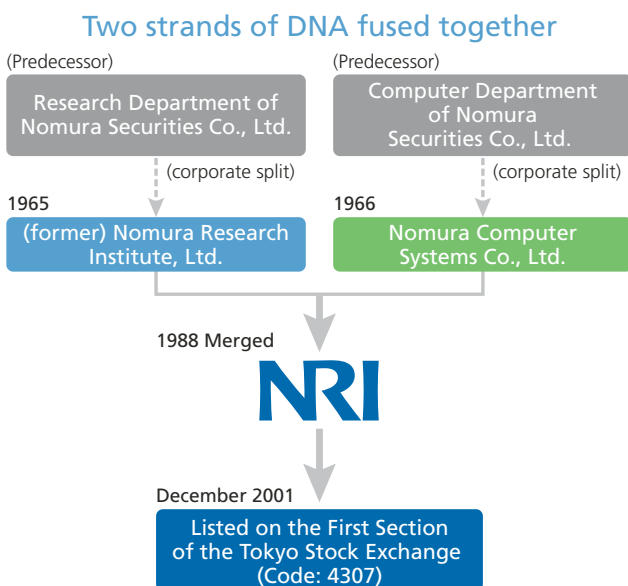 Two strands of DNA fused together
(Predecessor)
Research Department of
Nomura Securities Co., Ltd.
(corporate split)
1965
(former) Nomura Research
Institute, Ltd.
(Predecessor)
Computer Department
of Nomura
Securities Co., Ltd.
(corporate split)
1966
Nomura Computer
Systems Co., Ltd.
1988 Merged
NRI
December 2001
Listed on the First Section
of the Tokyo Stock Exchange
(Code: 4307)